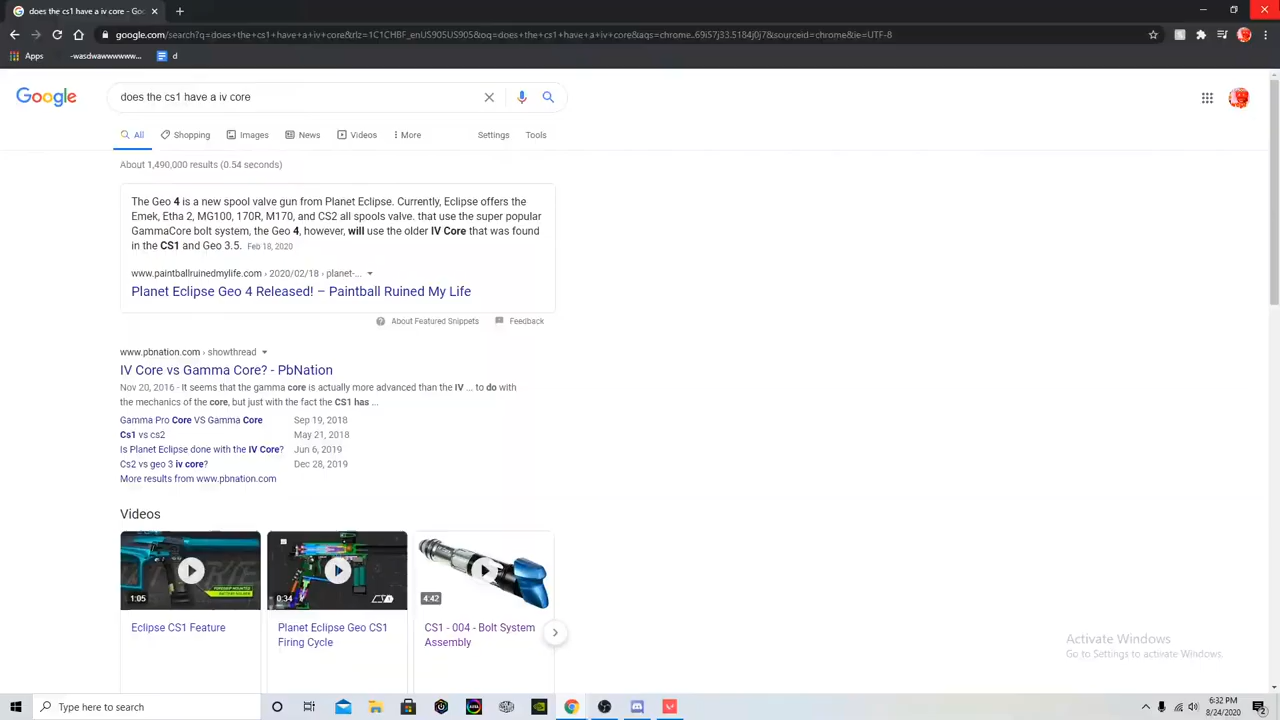 does the cs1 have a iv core - Goo
google.com/search?q=does+the+cs1+have+a+iv+core&rlz=1C1CHBF_enUS905US905&oq=does+the+cs1+have+a+iv+core&aqs=chrome..69i57j33.5184j0j7&sourceid=chrome&ie=UTF-8
Apps -wasdwawwwwww... d
Google does the cs1 have a iv core
All Shopping Images News Videos More Settings Tools
About 1,490,000 results (0.54 seconds)
The Geo 4 is a new spool valve gun from Planet Eclipse. Currently, Eclipse offers the
Emek, Etha 2, MG100, 170R, M170, and CS2 all spools valve. that use the super popular
GammaCore bolt system, the Geo 4, however, will use the older IV Core that was found
in the CS1 and Geo 3.5. Feb 18, 2020
www.paintballruinedmylife.com › 2020/02/18 › planet-...
Planet Eclipse Geo 4 Released! – Paintball Ruined My Life
About Featured Snippets Feedback
www.pbnation.com › showthread
IV Core vs Gamma Core? - PbNation
Nov 20, 2016 - It seems that the gamma core is actually more advanced than the IV ... to do with
the mechanics of the core, but just with the fact the CS1 has ...
Gamma Pro Core VS Gamma Core Sep 19, 2018
Cs1 vs cs2 May 21, 2018
Is Planet Eclipse done with the IV Core? Jun 6, 2019
Cs2 vs geo 3 iv core? Dec 28, 2019
More results from www.pbnation.com
Videos
1:05 0:34 4:42
Eclipse CS1 Feature
Planet Eclipse Geo CS1
Firing Cycle
CS1 - 004 - Bolt System
Assembly
Activate Windows
Go to Settings to activate Windows.
Type here to search
6:32 PM
8/24/2020
2